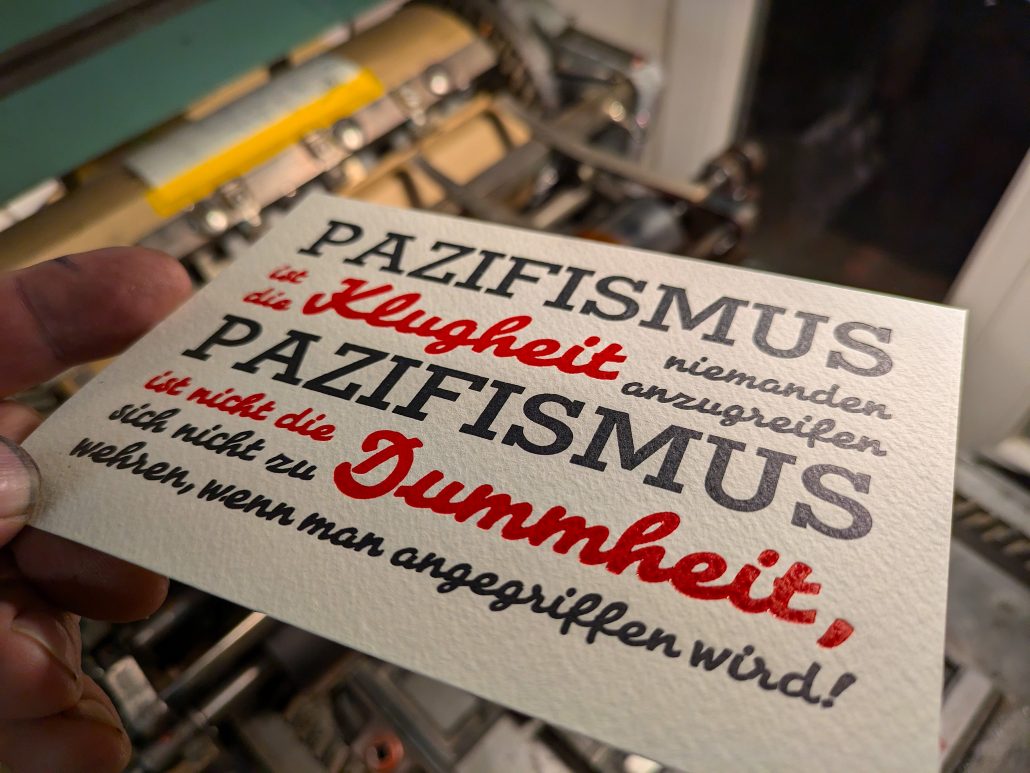 PAZIFISMUS
ist
die Klugheit niemanden
anzugreifen
PAZIFISMUS
ist nicht die
sich nicht zu Dummheit,
wehren, wenn man angegriffen wird!